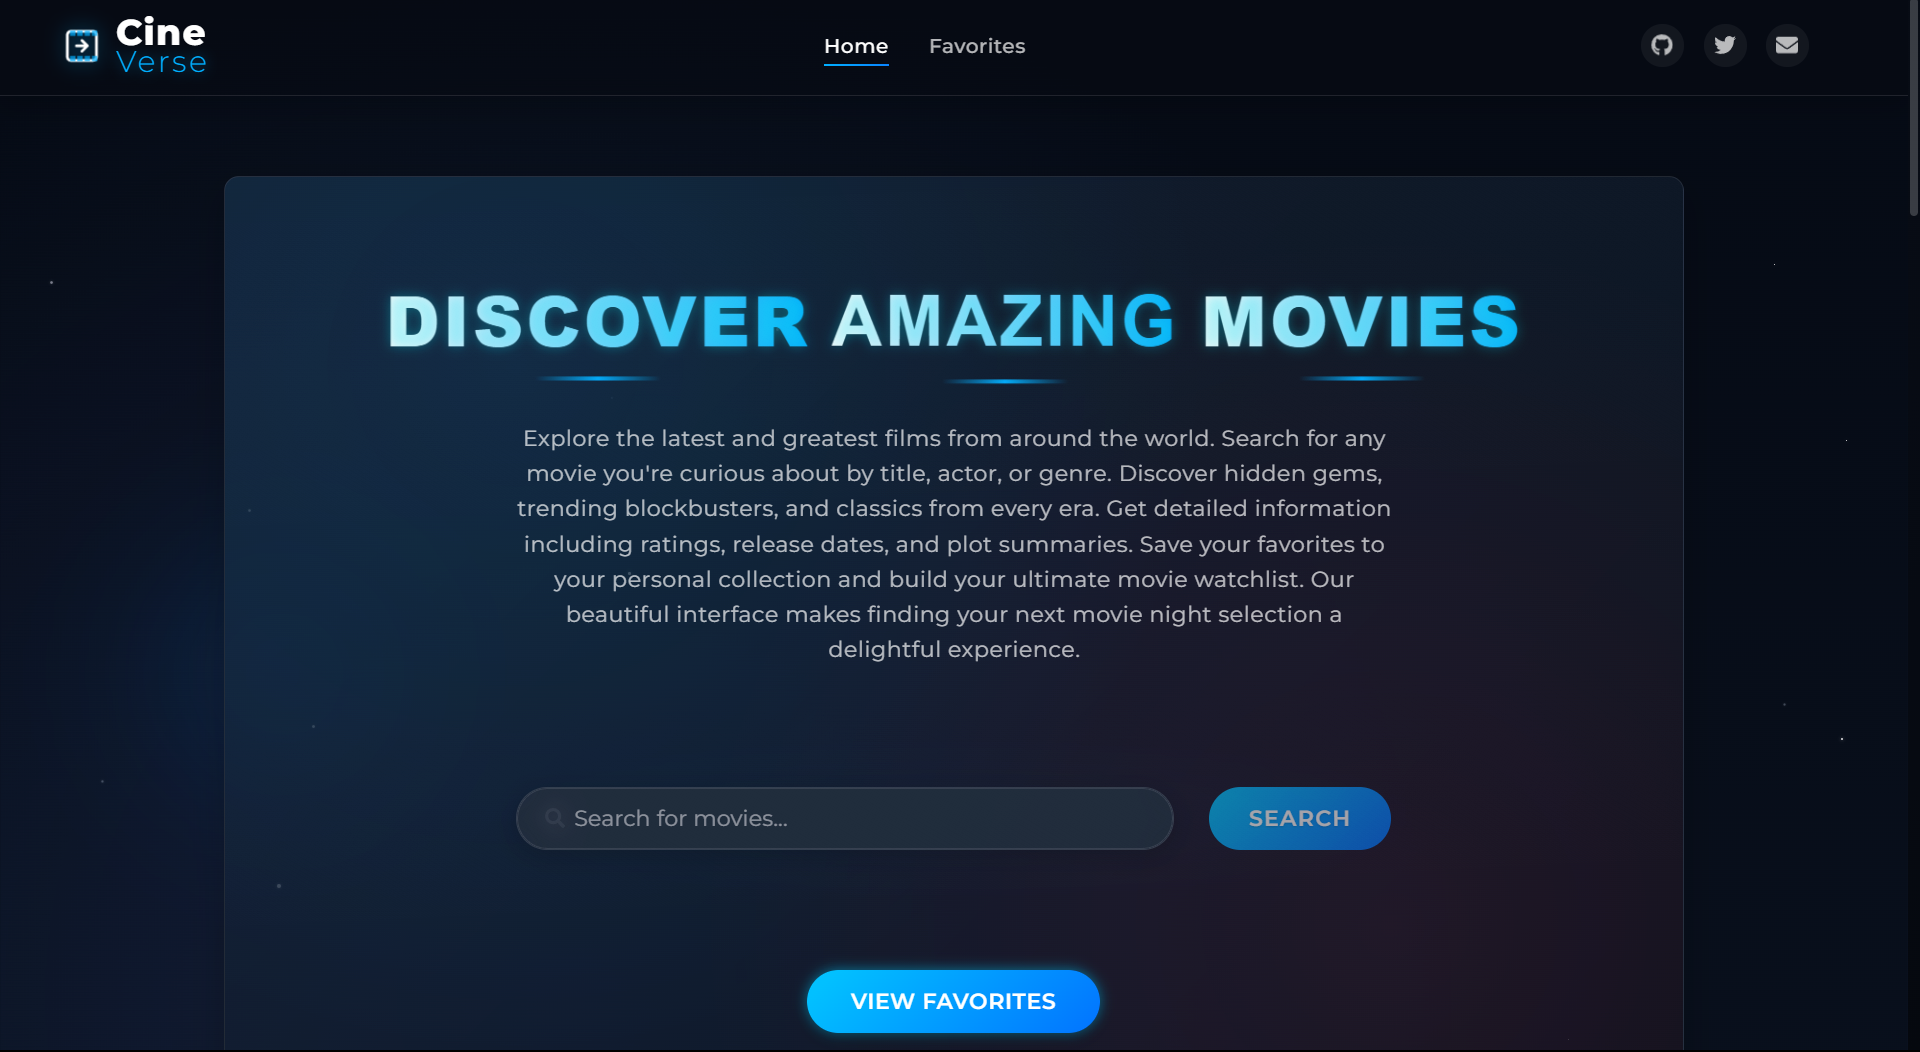 Cine
Verse
Home
Favorites
DISCOVER AMAZING MOVIES
Explore the latest and greatest films from around the world. Search for any
movie you're curious about by title, actor, or genre. Discover hidden gems,
trending blockbusters, and classics from every era. Get detailed information
including ratings, release dates, and plot summaries. Save your favorites to
your personal collection and build your ultimate movie watchlist. Our
beautiful interface makes finding your next movie night selection a
delightful experience.
Search for movies...
SEARCH
VIEW FAVORITES